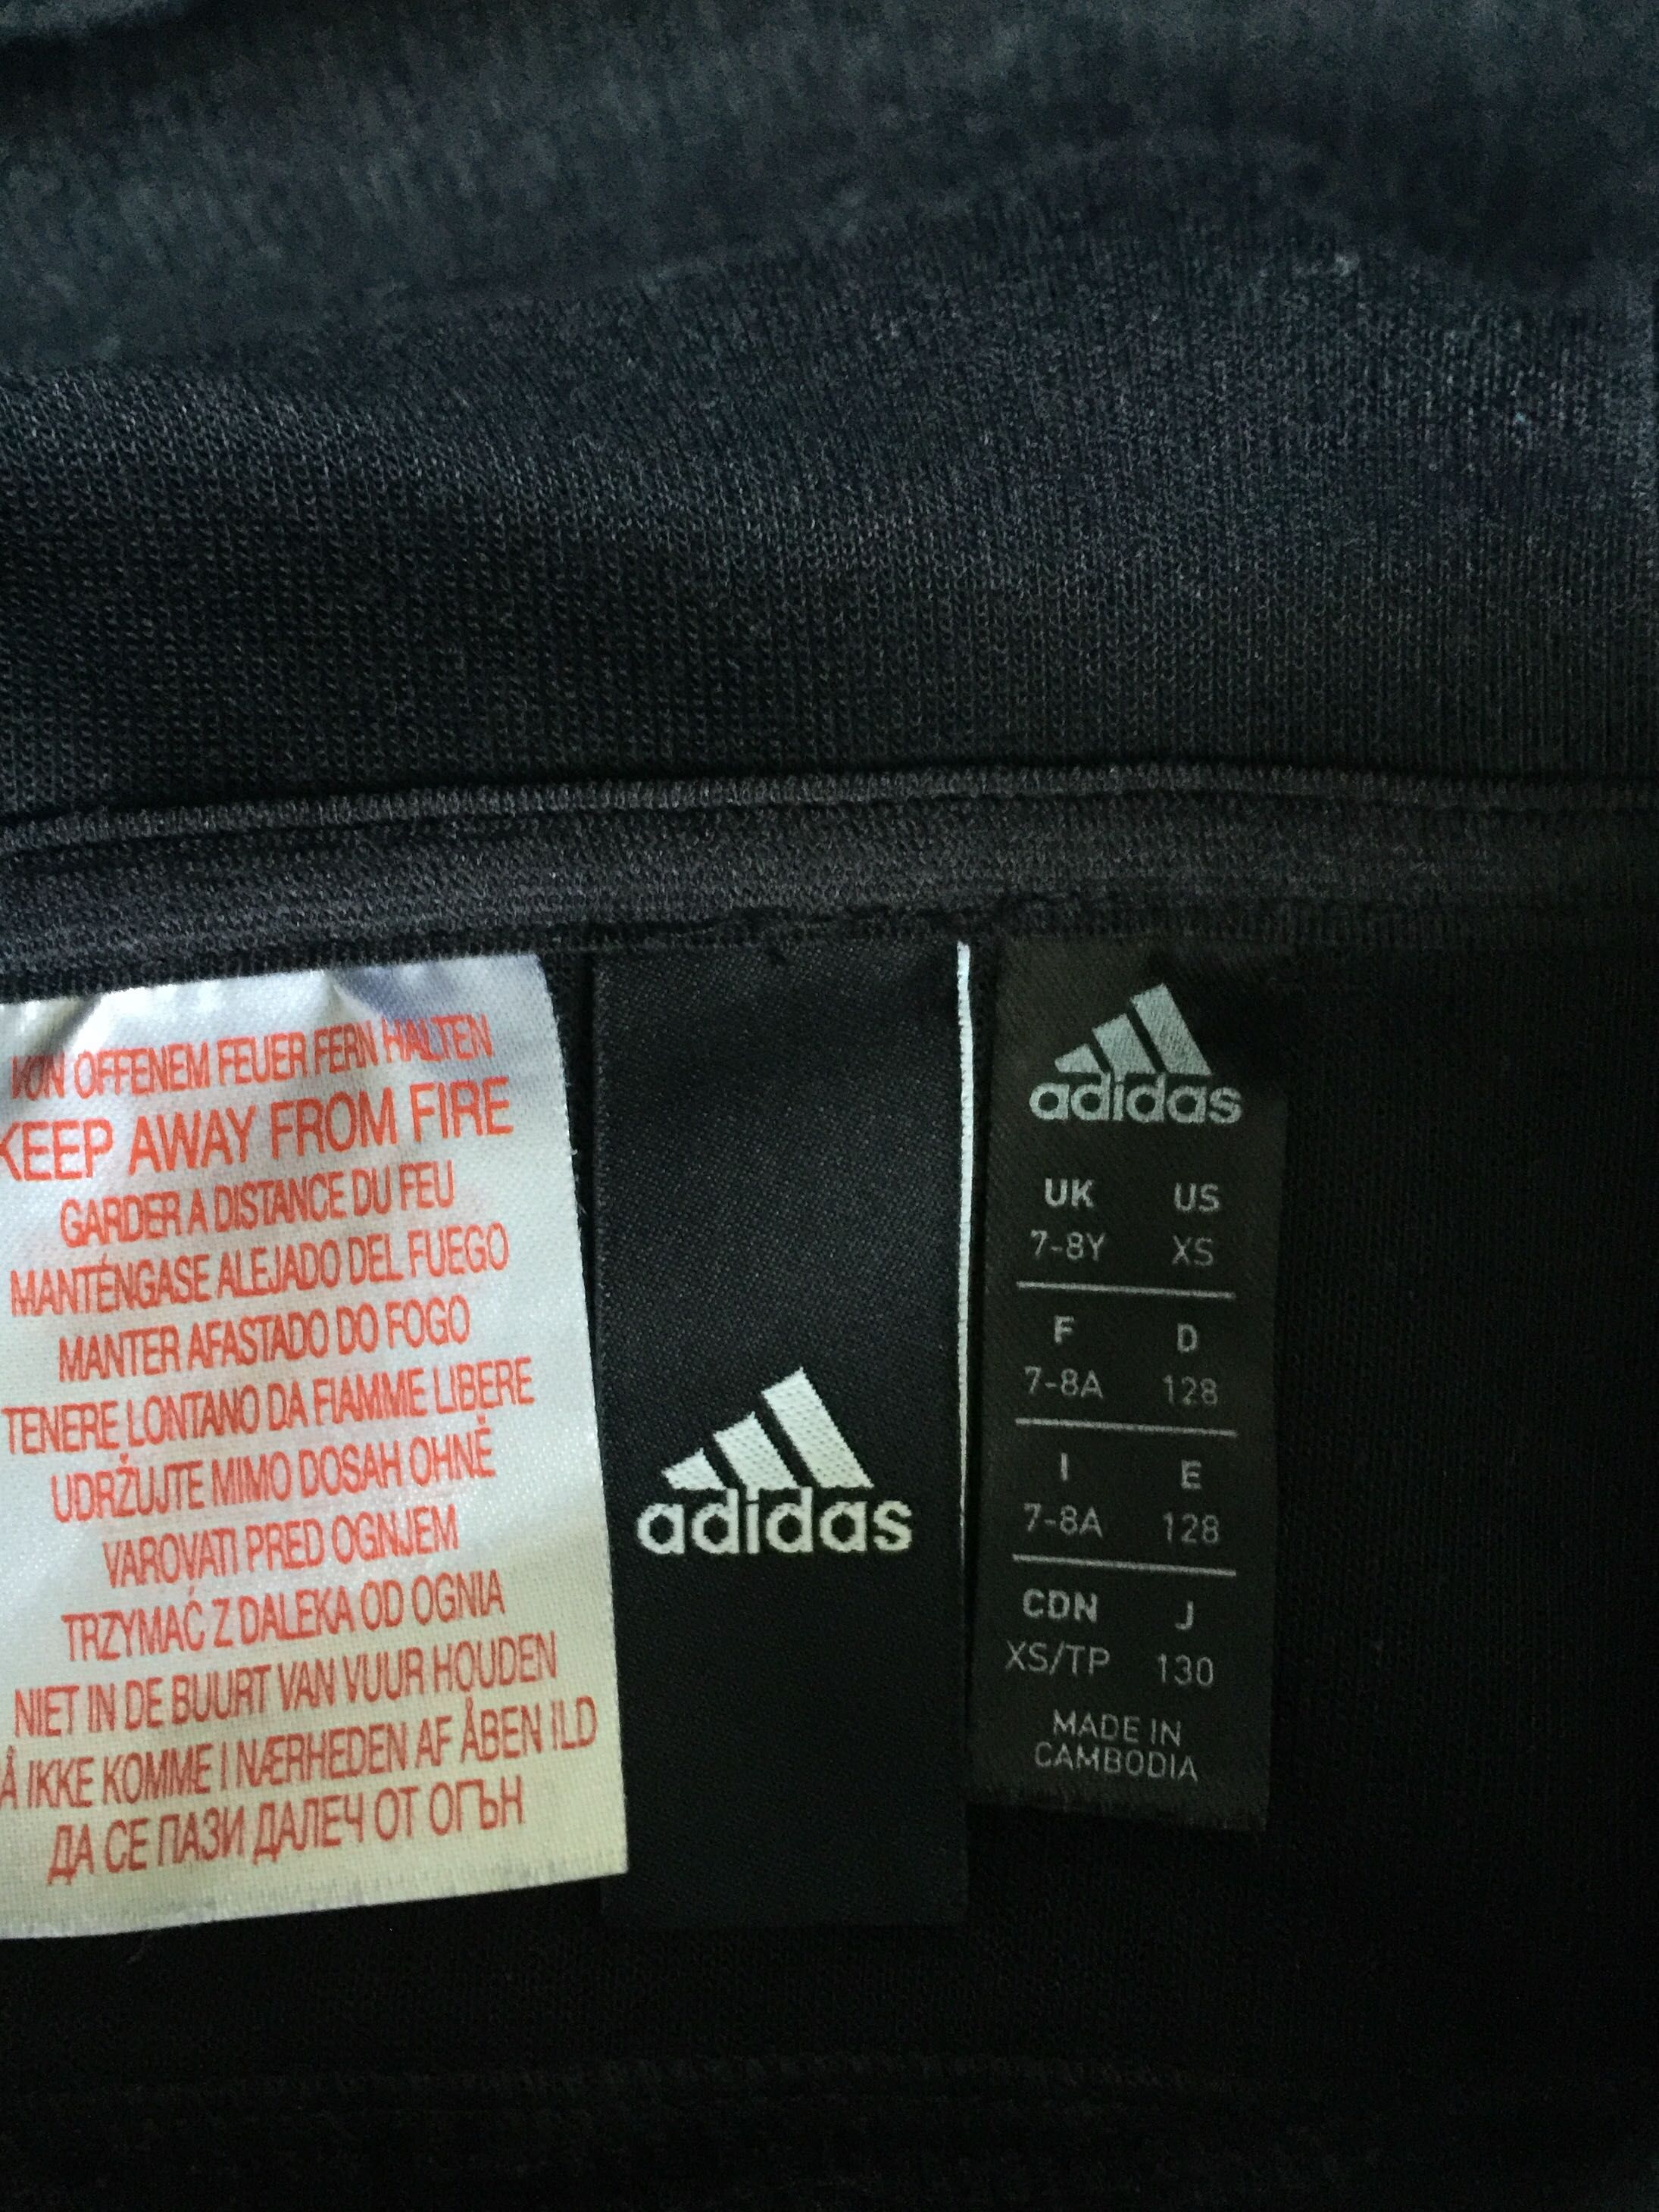 VON OFFENEM FEUER FERN HALTEN
KEEP AWAY FROM FIRE
GARDER A DISTANCE DU FEU
MANTÉNGASE ALEJADO DEL FUEGO
MANTER AFASTADO DO FOGO
TENERE LONTANO DA FIAMME LIBERE
UDRŽUJTE MIMO DOSAH OHNĚ
VAROVATI PRED OGNJEM
TRZYMAĆ Z DALEKA OD OGNIA
NIET IN DE BUURT VAN VUUR HOUDEN
Å IKKE KOMME I NÆRHEDEN AF ÅBEN ILD
ДА СЕ ПАЗИ ДАЛЕЧ ОТ ОГЪН
adidas
adidas
UK US
7-8Y XS
F D
7-8A 128
I E
7-8A 128
CDN J
XS/TP 130
MADE IN
CAMBODIA